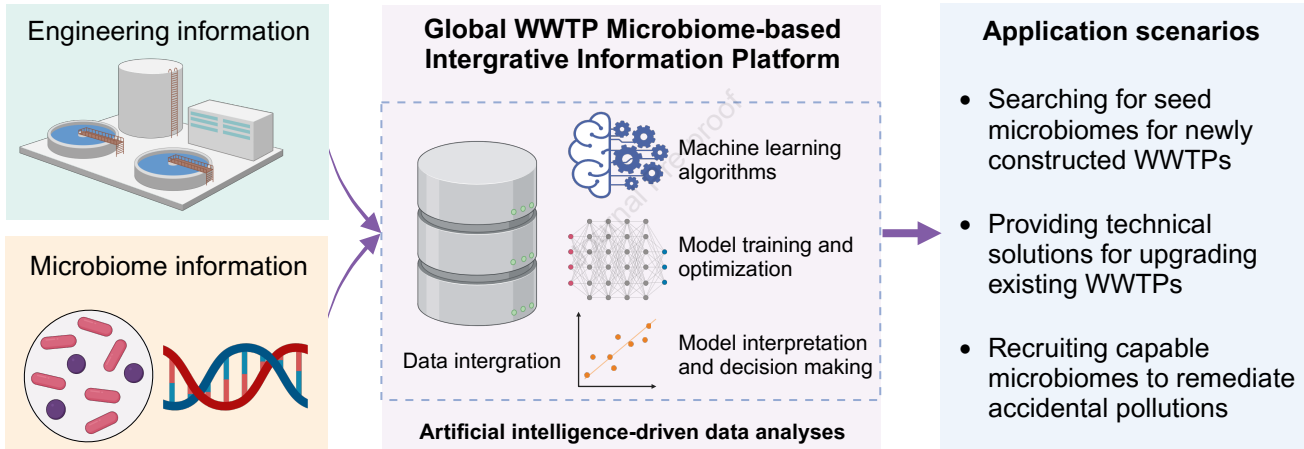 Engineering information
Microbiome information
Global WWTP Microbiome-based
Intergrative Information Platform
Machine learning
algorithms
Model training and
optimization
Data intergration
Model interpretation
and decision making
Artificial intelligence-driven data analyses
Application scenarios
• Searching for seed
microbiomes for newly
constructed WWTPs
• Providing technical
solutions for upgrading
existing WWTPs
• Recruiting capable
microbiomes to remediate
accidental pollutions